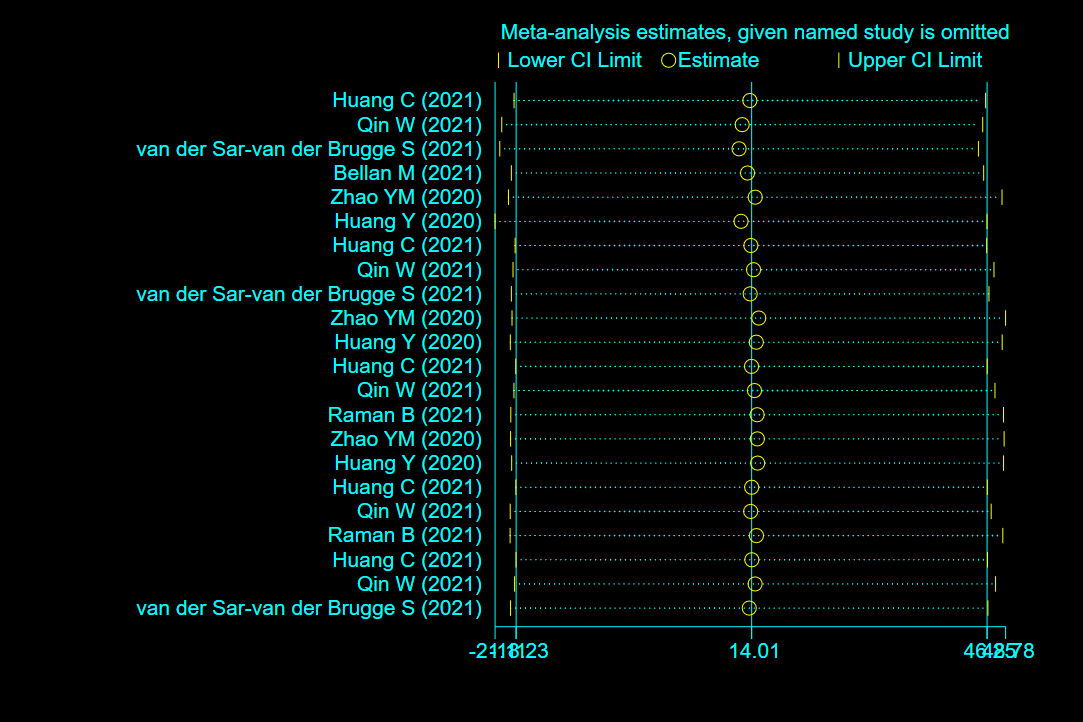 Meta-analysis estimates, given named study is omitted
Lower CI Limit Estimate Upper CI Limit
Huang C (2021)
Qin W (2021)
van der Sar-van der Brugge S (2021)
Bellan M (2021)
Zhao YM (2020)
Huang Y (2020)
Huang C (2021)
Qin W (2021)
van der Sar-van der Brugge S (2021)
Zhao YM (2020)
Huang Y (2020)
Huang C (2021)
Qin W (2021)
Raman B (2021)
Zhao YM (2020)
Huang Y (2020)
Huang C (2021)
Qin W (2021)
Raman B (2021)
Huang C (2021)
Qin W (2021)
van der Sar-van der Brugge S (2021)
14.01